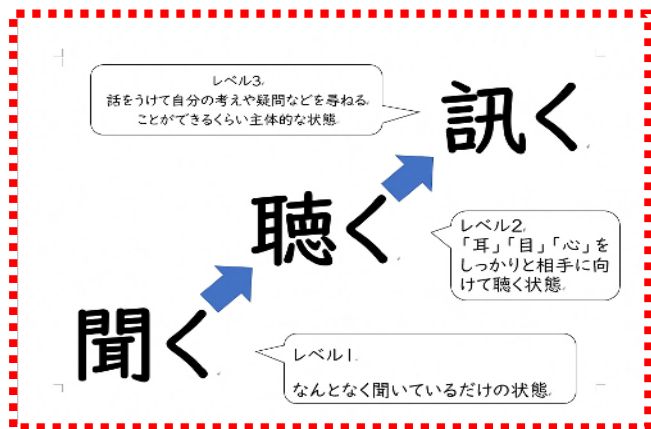 レベル3
話をうけて自分の考えや疑問などを尋ねる
ことができるくらい主体的な状態
訊く
聴く
レベル2
「耳」「目」「心」を
しっかりと相手に向
けて聴く状態
聞く
レベル1
なんとなく聞いているだけの状態